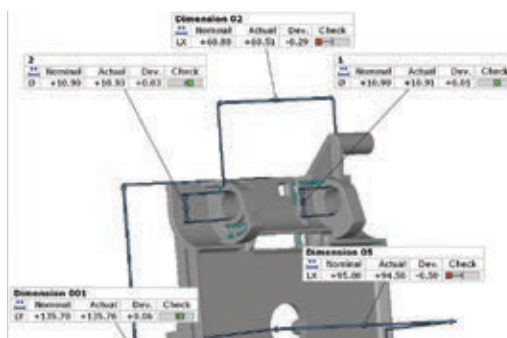 Dimension 02
Nominal Actual Dev. Check
LX +60.80 +60.51 -0.29
2
Nominal Actual Dev. Check
Ø +10.90 +10.93 +0.03
1
Nominal Actual Dev. Check
Ø +10.90 +10.91 +0.01
Dimension 05
Nominal Actual Dev. Check
LX +95.00 +94.50 -0.50
Dimension 001
Nominal Actual Dev. Check
LY +135.70 +135.76 +0.06